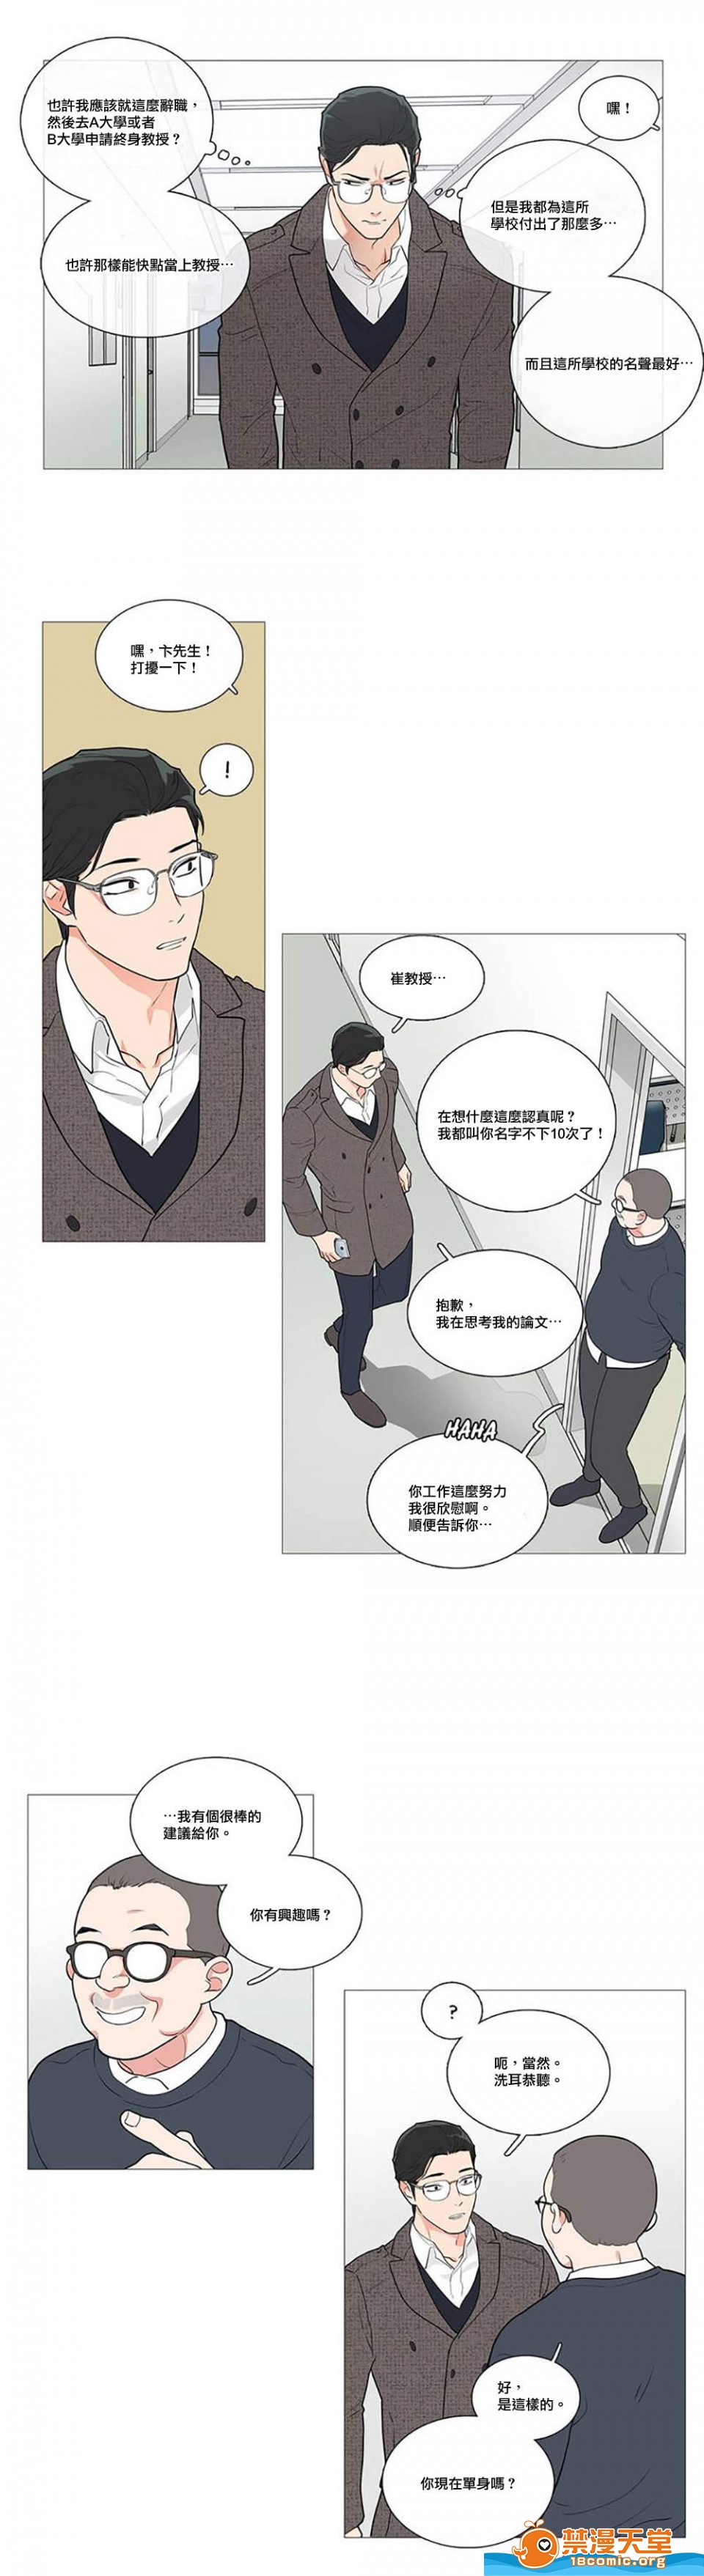 也許我應該就這麼辭職，
然後去A大學或者
B大學申請終身教授？
也許那樣能快點當上教授…
嘿！
但是我都為這所
學校付出了那麼多…
而且這所學校的名聲最好…
嘿，卞先生！
打擾一下！
！
崔教授…
在想什麼這麼認真呢？
我都叫你名字不下10次了！
抱歉，
我在思考我的論文…
HAHA
你工作這麼努力
我很欣慰啊。
順便告訴你…
…我有個很棒的
建議給你。
你有興趣嗎？
？
呃，當然。
洗耳恭聽。
好，
是這樣的。
你現在單身嗎？
禁漫天堂
18comic.org